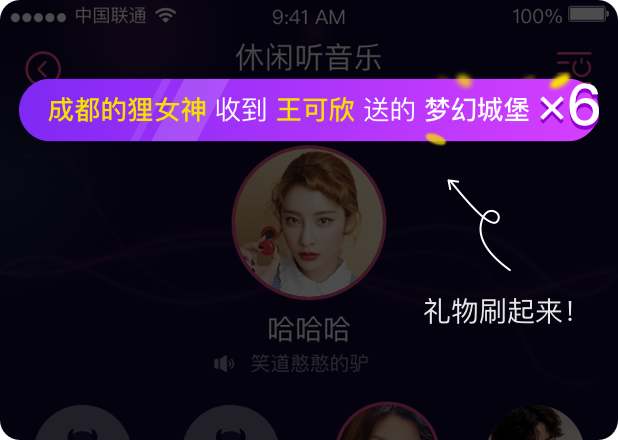 中国联通 9:41 AM 100%
休闲听音乐
成都的狸女神 收到 王可欣 送的 梦幻城堡 ×6
礼物刷起来!
哈哈哈
笑道憨憨的驴